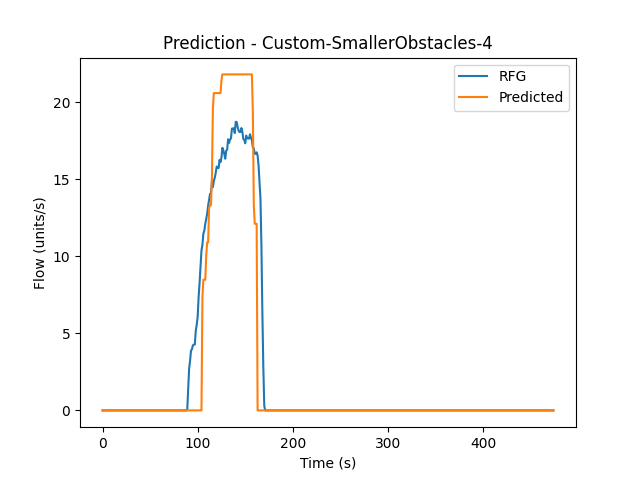 Prediction - Custom-SmallerObstacles-4
RFG
Predicted
Flow (units/s)
20
15
10
5
0
0 100 200 300 400
Time (s)